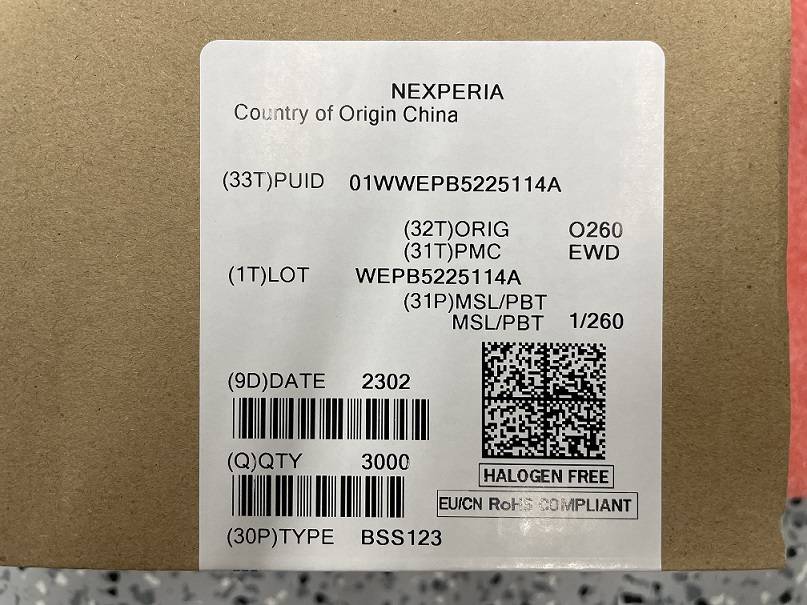 NEXPERIA
Country of Origin China
(33T)PUID 01WWEPB5225114A
(32T)ORIG O260
(31T)PMC EWD
(1T)LOT WEPB5225114A
(31P)MSL/PBT
MSL/PBT 1/260
(9D)DATE 2302
(Q)QTY 3000
HALOGEN FREE
EU/CN RoHS COMPLIANT
(30P)TYPE BSS123